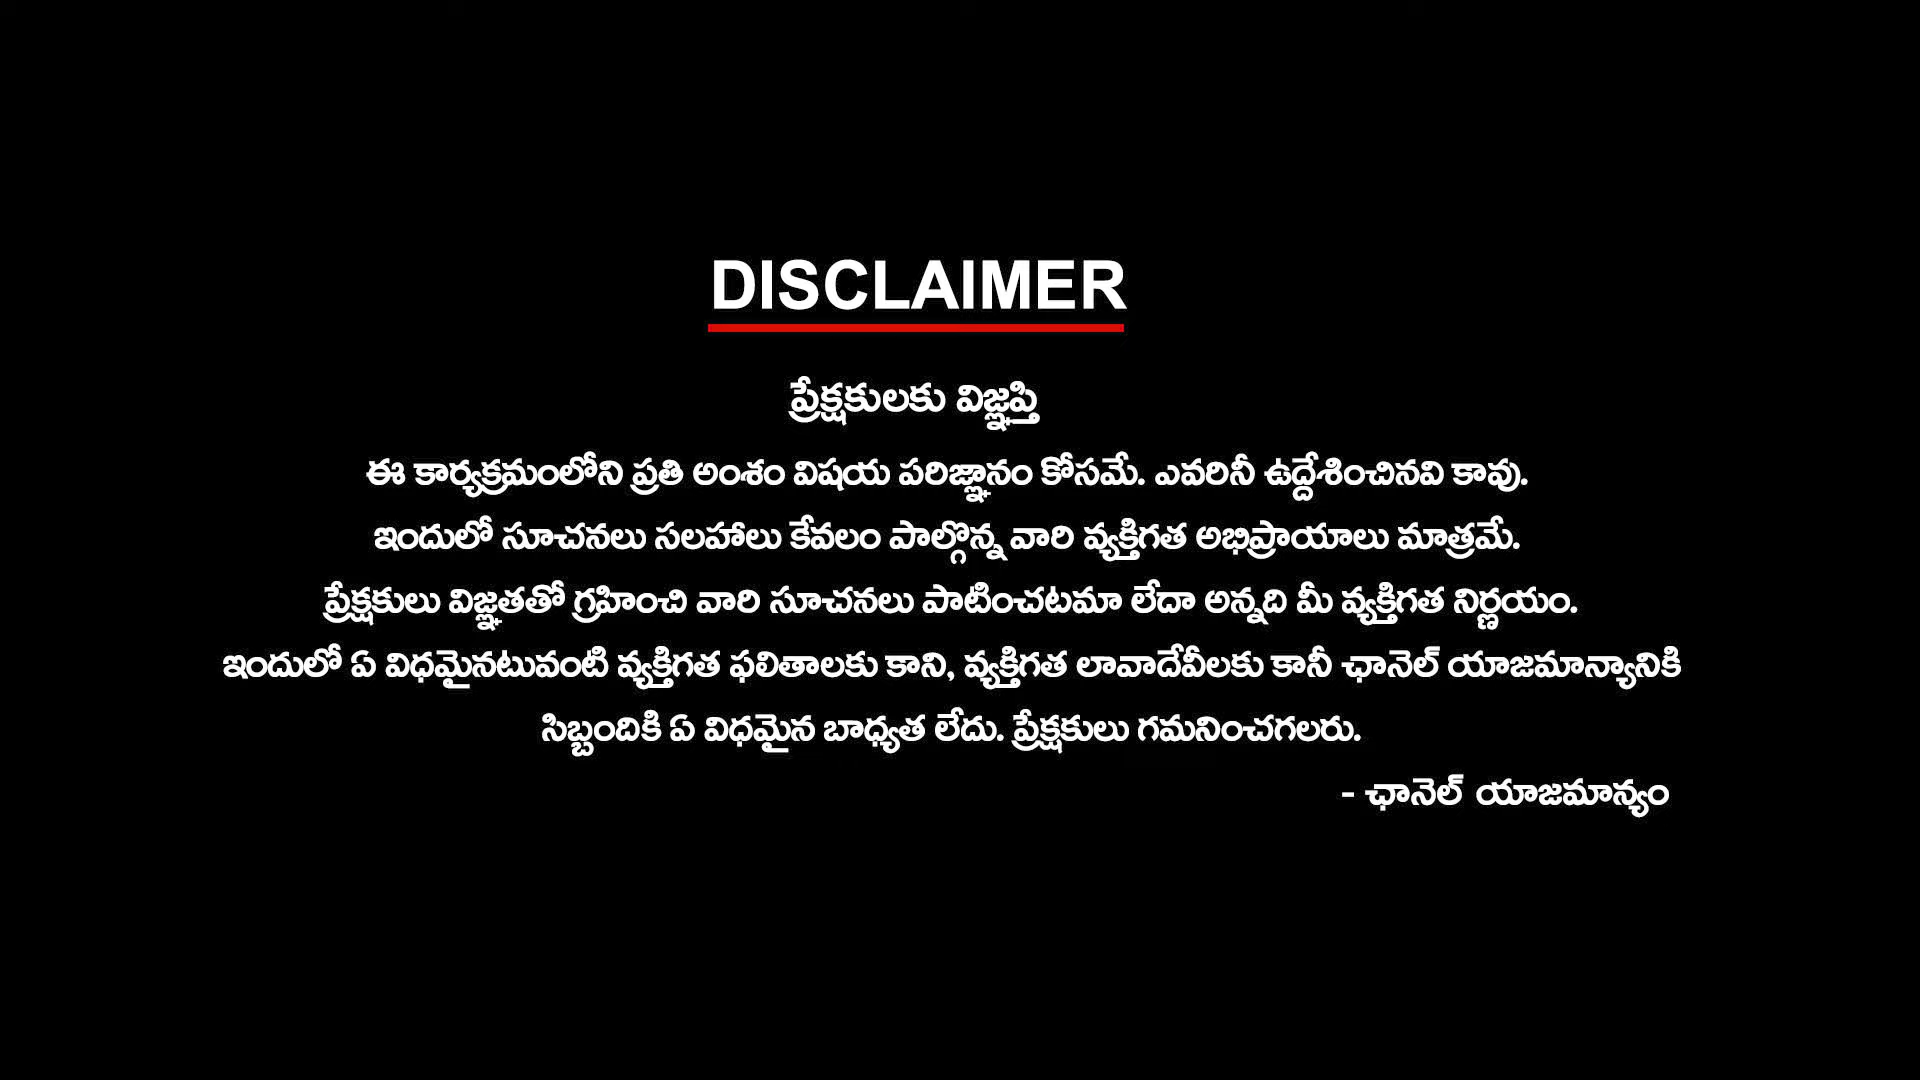 DISCLAIMER
ప్రేక్షకులకు విజ్ఞప్తి
ఈ కార్యక్రమంలోని ప్రతి అంశం విషయ పరిజ్ఞానం కోసమే. ఎవరినీ ఉద్దేశించినవి కావు.
ఇందులో సూచనలు సలహాలు కేవలం పాల్గొన్న వారి వ్యక్తిగత అభిప్రాయాలు మాత్రమే.
ప్రేక్షకులు విజ్ఞతతో గ్రహించి వారి సూచనలు పాటించటమా లేదా అన్నది మీ వ్యక్తిగత నిర్ణయం.
ఇందులో ఏ విధమైనటువంటి వ్యక్తిగత ఫలితాలకు కాని, వ్యక్తిగత లావాదేవీలకు కానీ ఛానెల్ యాజమాన్యానికి
సిబ్బందికి ఏ విధమైన బాధ్యత లేదు. ప్రేక్షకులు గమనించగలరు.
- ఛానెల్ యాజమాన్యం